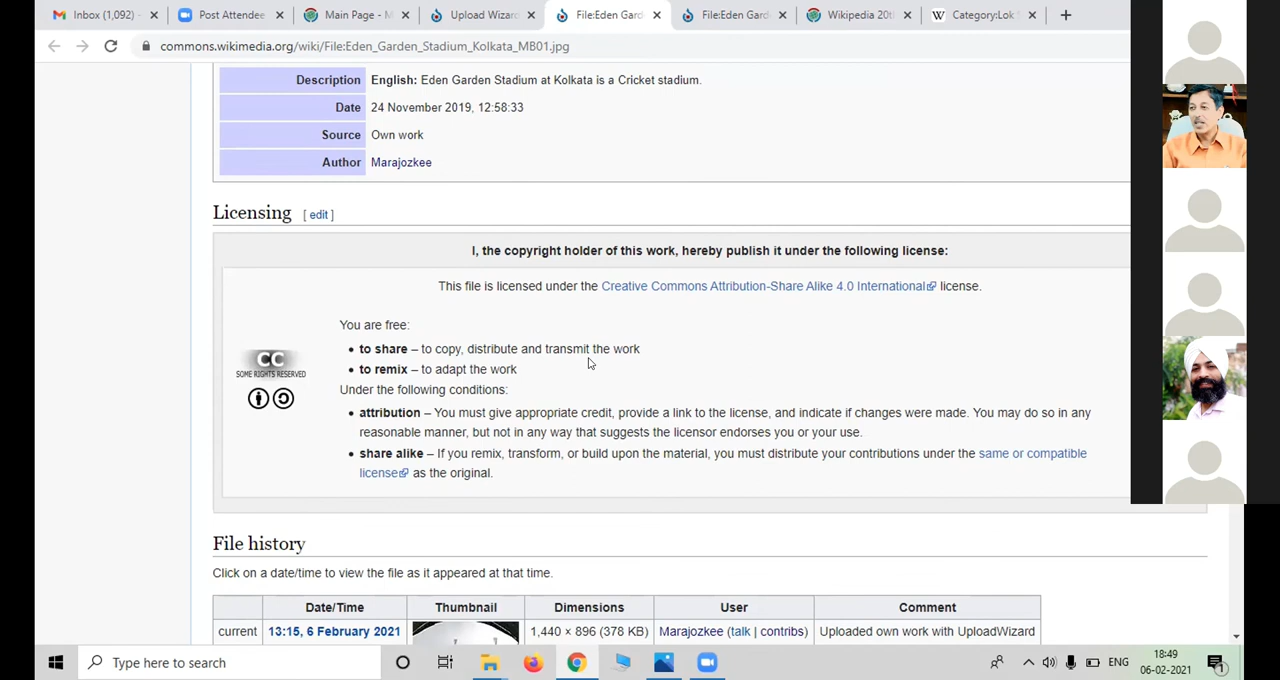 Inbox (1,092) -
Post Attendee
Main Page - M
Upload Wizar
File:Eden Gard
File:Eden Gard
Wikipedia 20th
Category:Lok
commons.wikimedia.org/wiki/File:Eden_Garden_Stadium_Kolkata_MB01.jpg
Description English: Eden Garden Stadium at Kolkata is a Cricket stadium.
Date 24 November 2019, 12:58:33
Source Own work
Author Marajozkee
Licensing [ edit ]
I, the copyright holder of this work, hereby publish it under the following license:
This file is licensed under the Creative Commons Attribution-Share Alike 4.0 International license.
You are free:
• to share – to copy, distribute and transmit the work
• to remix – to adapt the work
Under the following conditions:
• attribution – You must give appropriate credit, provide a link to the license, and indicate if changes were made. You may do so in any
reasonable manner, but not in any way that suggests the licensor endorses you or your use.
• share alike – If you remix, transform, or build upon the material, you must distribute your contributions under the same or compatible
license as the original.
CC
SOME RIGHTS RESERVED
File history
Click on a date/time to view the file as it appeared at that time.
Date/Time Thumbnail Dimensions User Comment
current 13:15, 6 February 2021 1,440 × 896 (378 KB) Marajozkee (talk | contribs) Uploaded own work with UploadWizard
Type here to search
ENG
18:49
06-02-2021
1